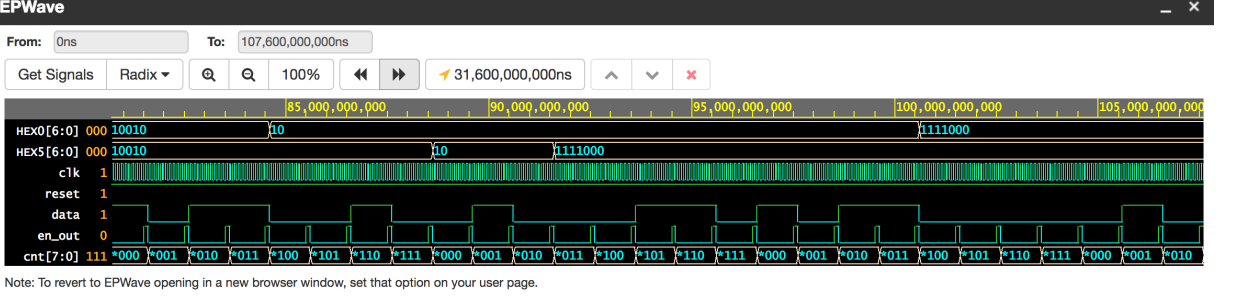 EPWave
From: 0ns To: 107,600,000,000ns
Get Signals Radix 100% 31,600,000,000ns
85,000,000,000 90,000,000,000 95,000,000,000 100,000,000,000 105,000,000,000
HEX0[6:0] 000 10010 10 1111000
HEX5[6:0] 000 10010 10 1111000
clk 1
reset 1
data 1
en_out 0
cnt[7:0] 111 *000 *001 *010 *011 *100 *101 *110 *111 *000 *001 *010 *011 *100 *101 *110 *111 *000 *001 *010 *011 *100 *101 *110 *111 *000 *001 *010
Note: To revert to EPWave opening in a new browser window, set that option on your user page.